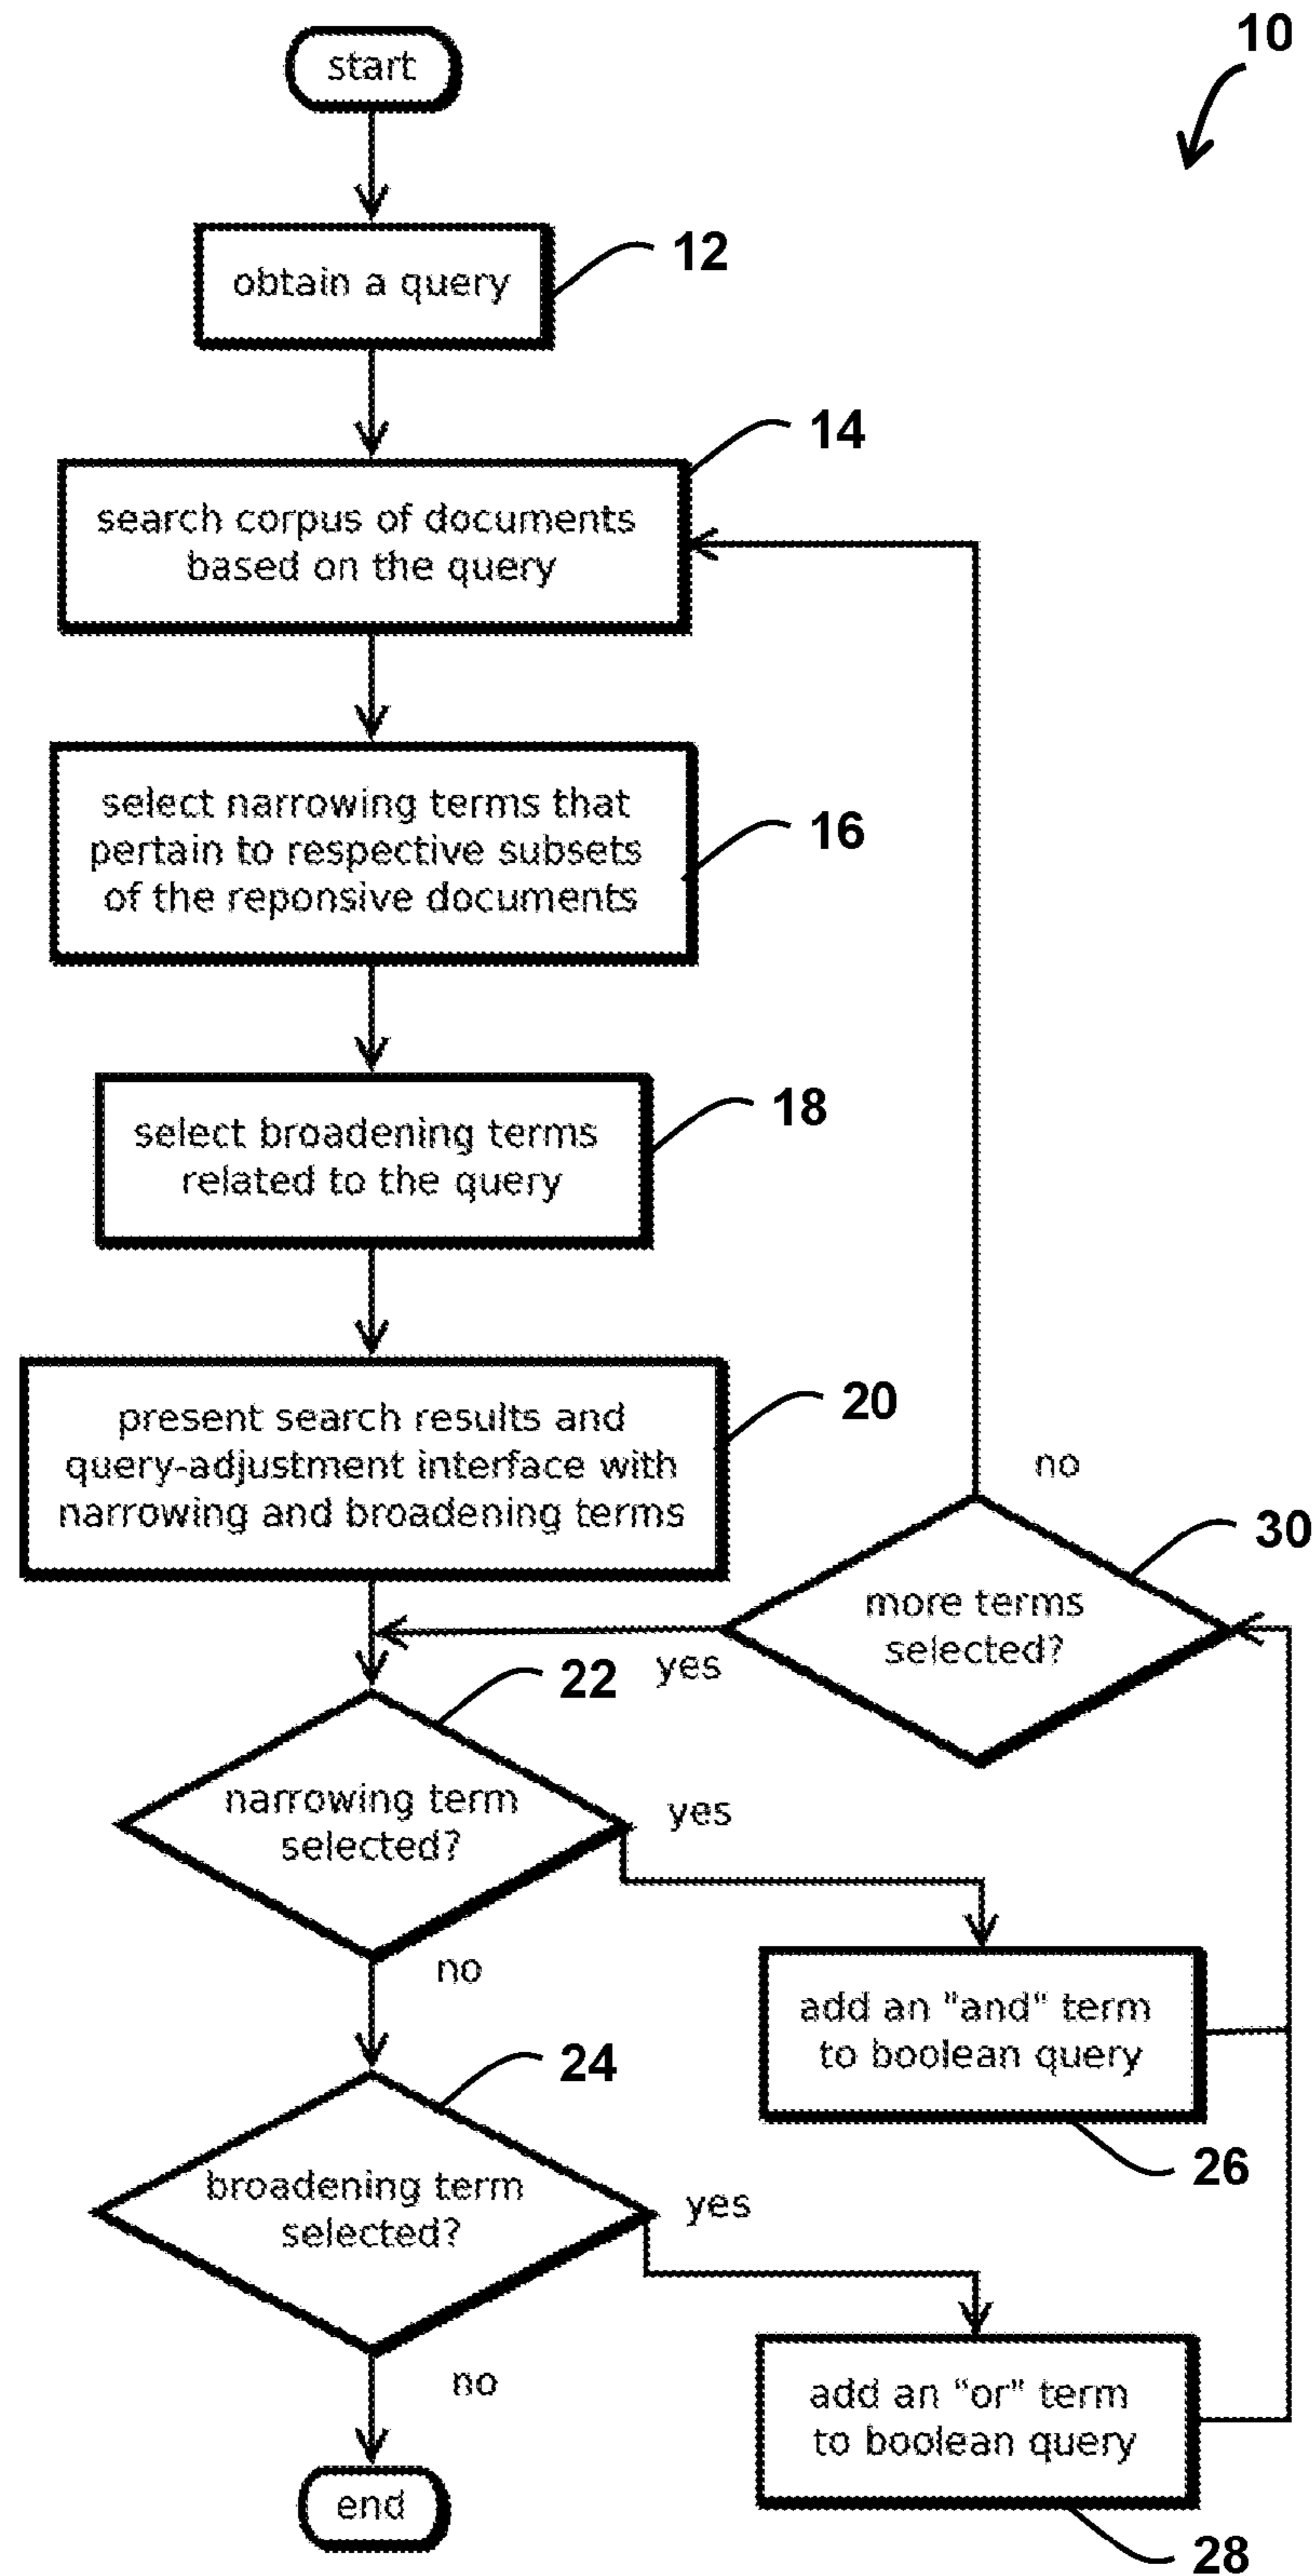 10
start
obtain a query
12
14
search corpus of documents
based on the query
select narrowing terms that
pertain to respective subsets
of the reponsive documents
16
18
select broadening terms
related to the query
20
present search results and
query-adjustment interface with
narrowing and broadening terms
no
30
more terms
selected?
yes
22
narrowing term
selected?
yes
no
add an "and" term
to boolean query
26
24
broadening term
selected?
yes
no
add an "or" term
to boolean query
28
end